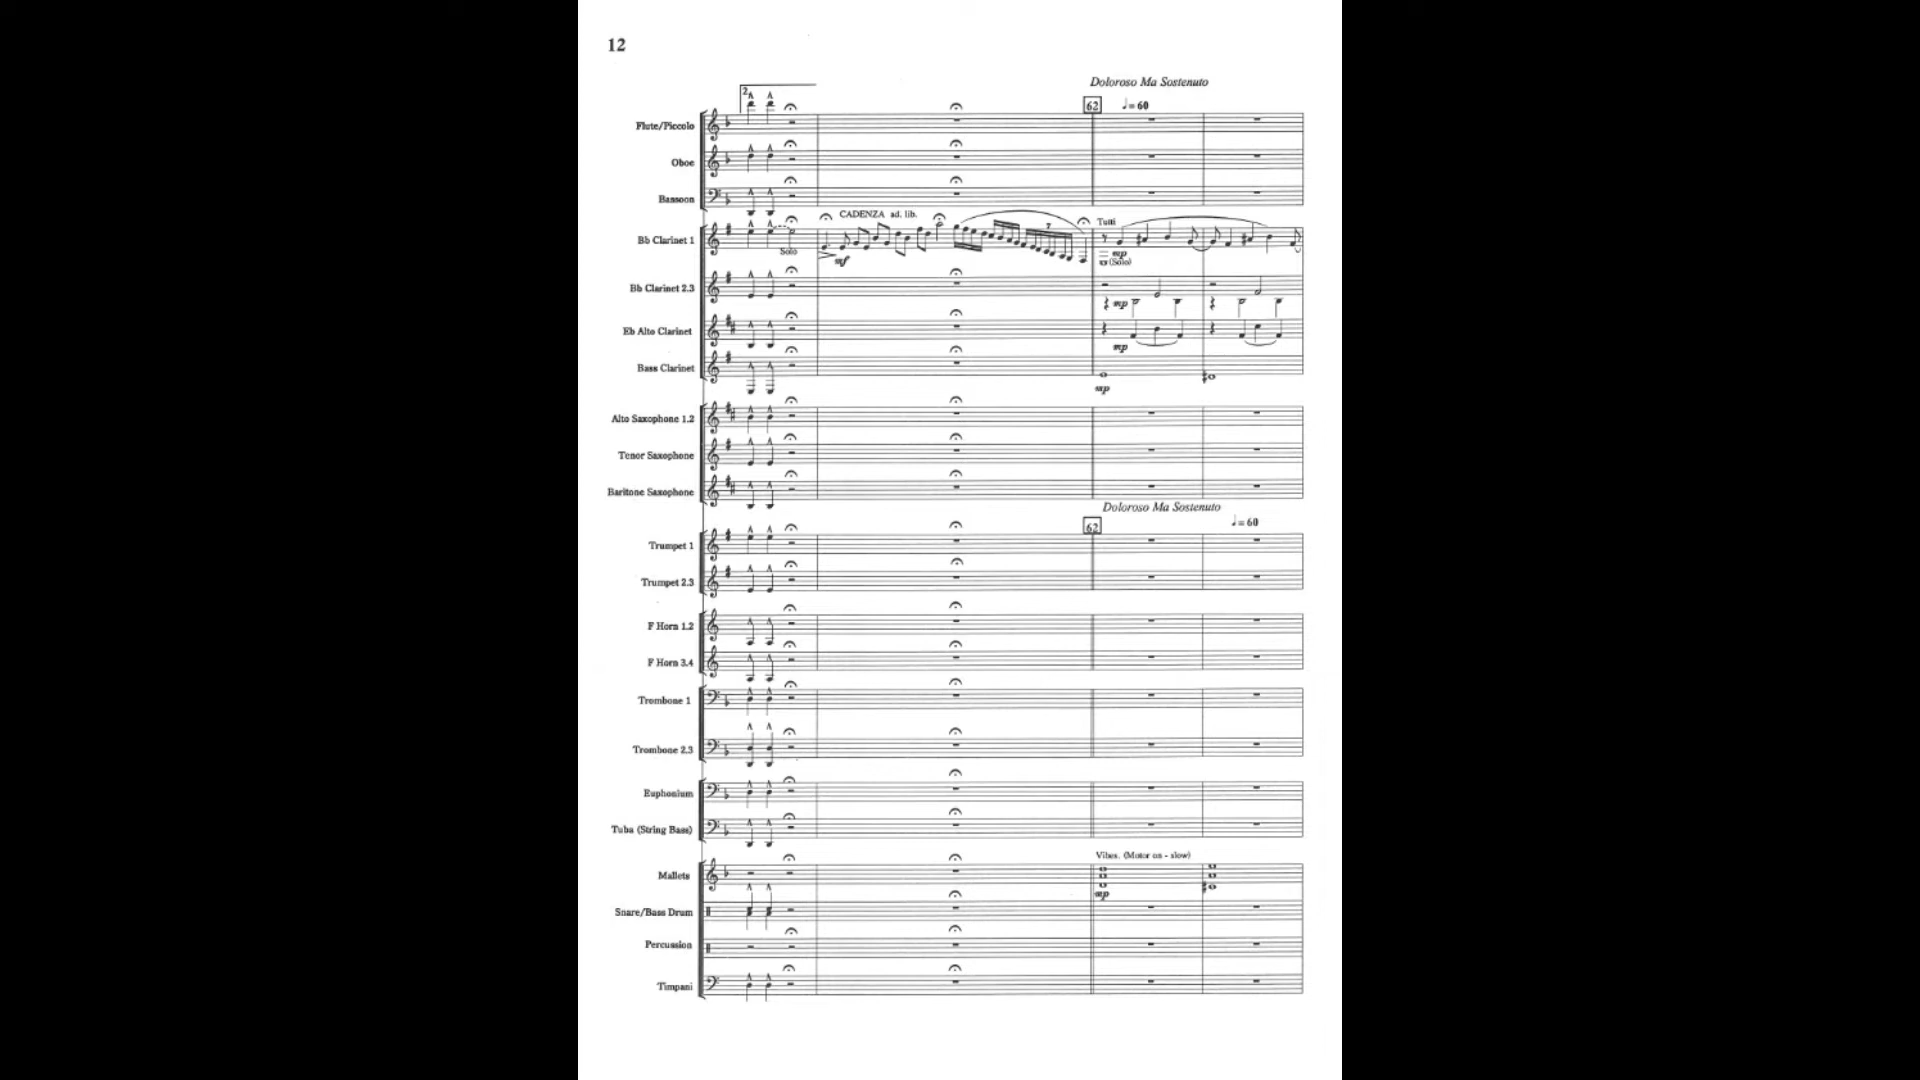 12
Doloroso Ma Sostenuto
2.
62
♩= 60
Flute/Piccolo
Oboe
Bassoon
CADENZA ad. lib.
Tutti
7
Bb Clarinet 1
Solo
mf
mp
(Solo)
Bb Clarinet 2.3
mp
Eb Alto Clarinet
mp
Bass Clarinet
mp
Alto Saxophone 1.2
Tenor Saxophone
Baritone Saxophone
Doloroso Ma Sostenuto
62
♩= 60
Trumpet 1
Trumpet 2.3
F Horn 1.2
F Horn 3.4
Trombone 1
Trombone 2.3
Euphonium
Tuba (String Bass)
Vibes. (Motor on - slow)
Mallets
mp
Snare/Bass Drum
Percussion
Timpani